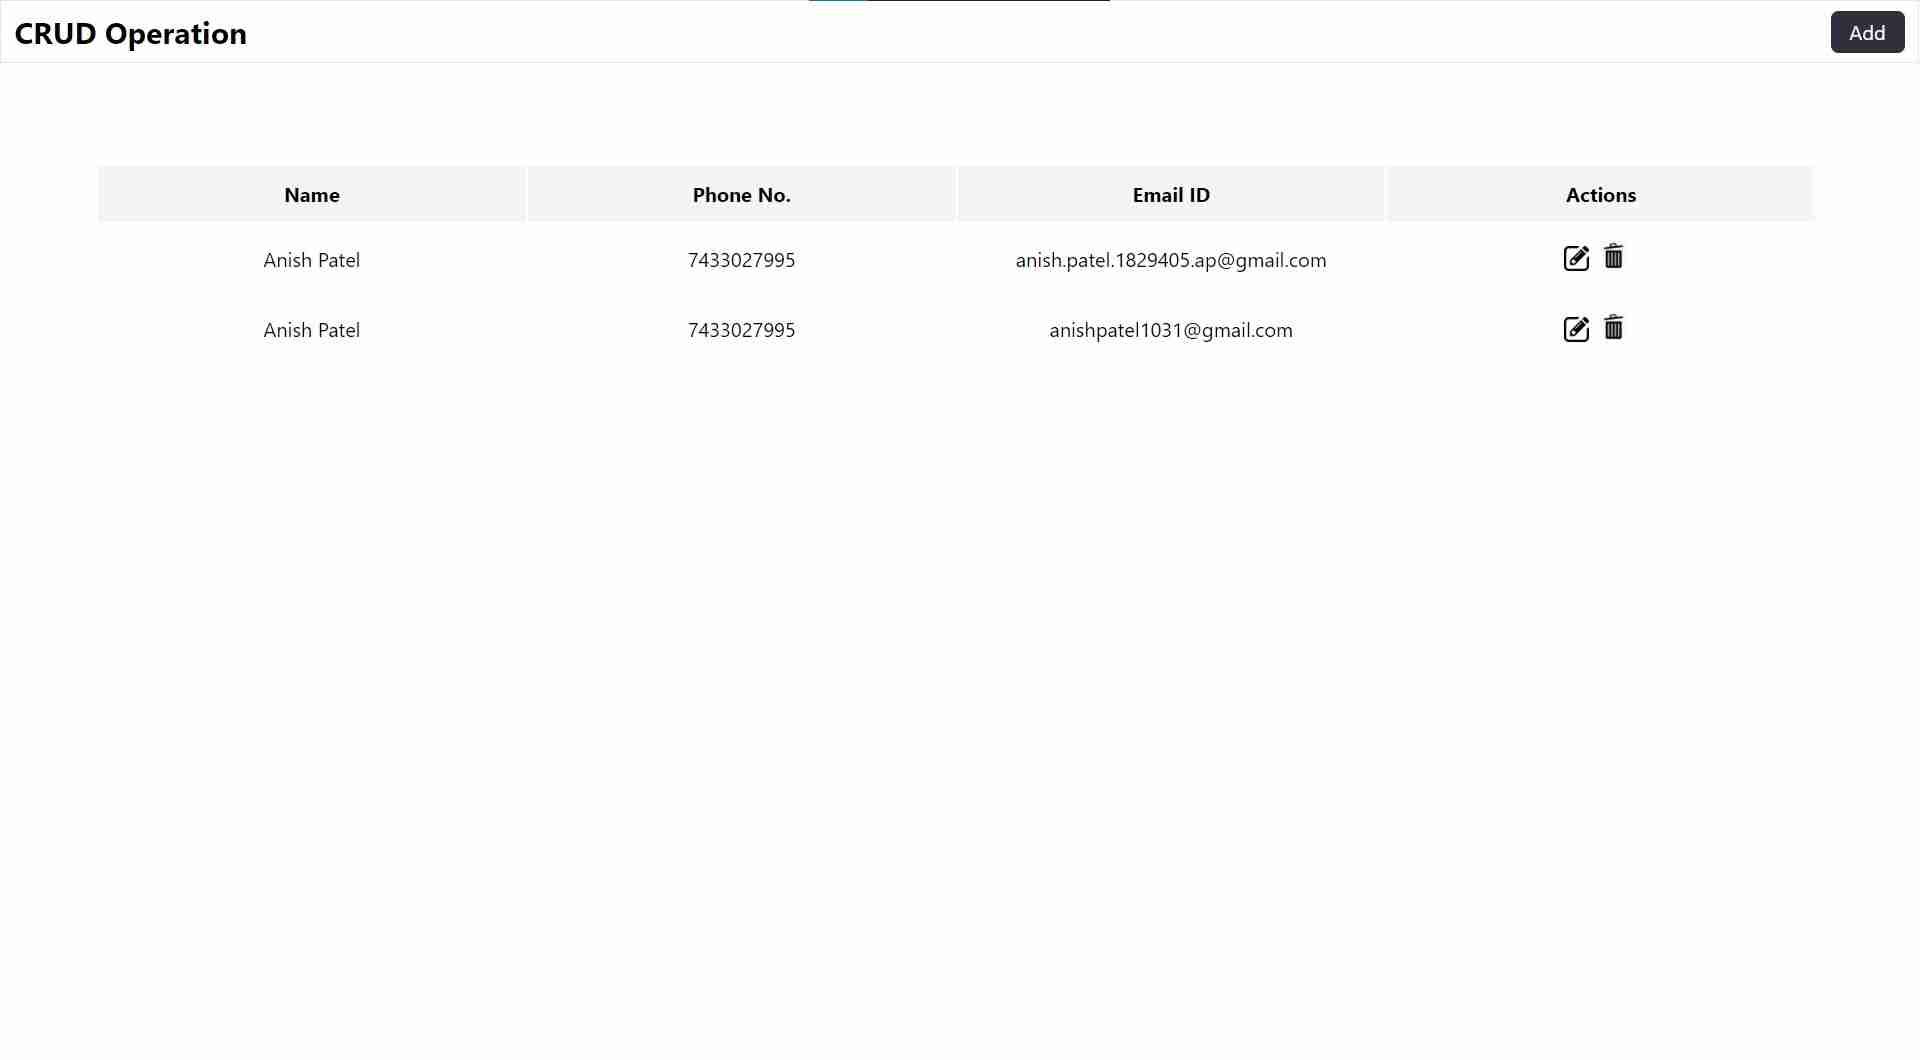 CRUD Operation Add
Name Phone No. Email ID Actions
Anish Patel 7433027995 anish.patel.1829405.ap@gmail.com
Anish Patel 7433027995 anishpatel1031@gmail.com